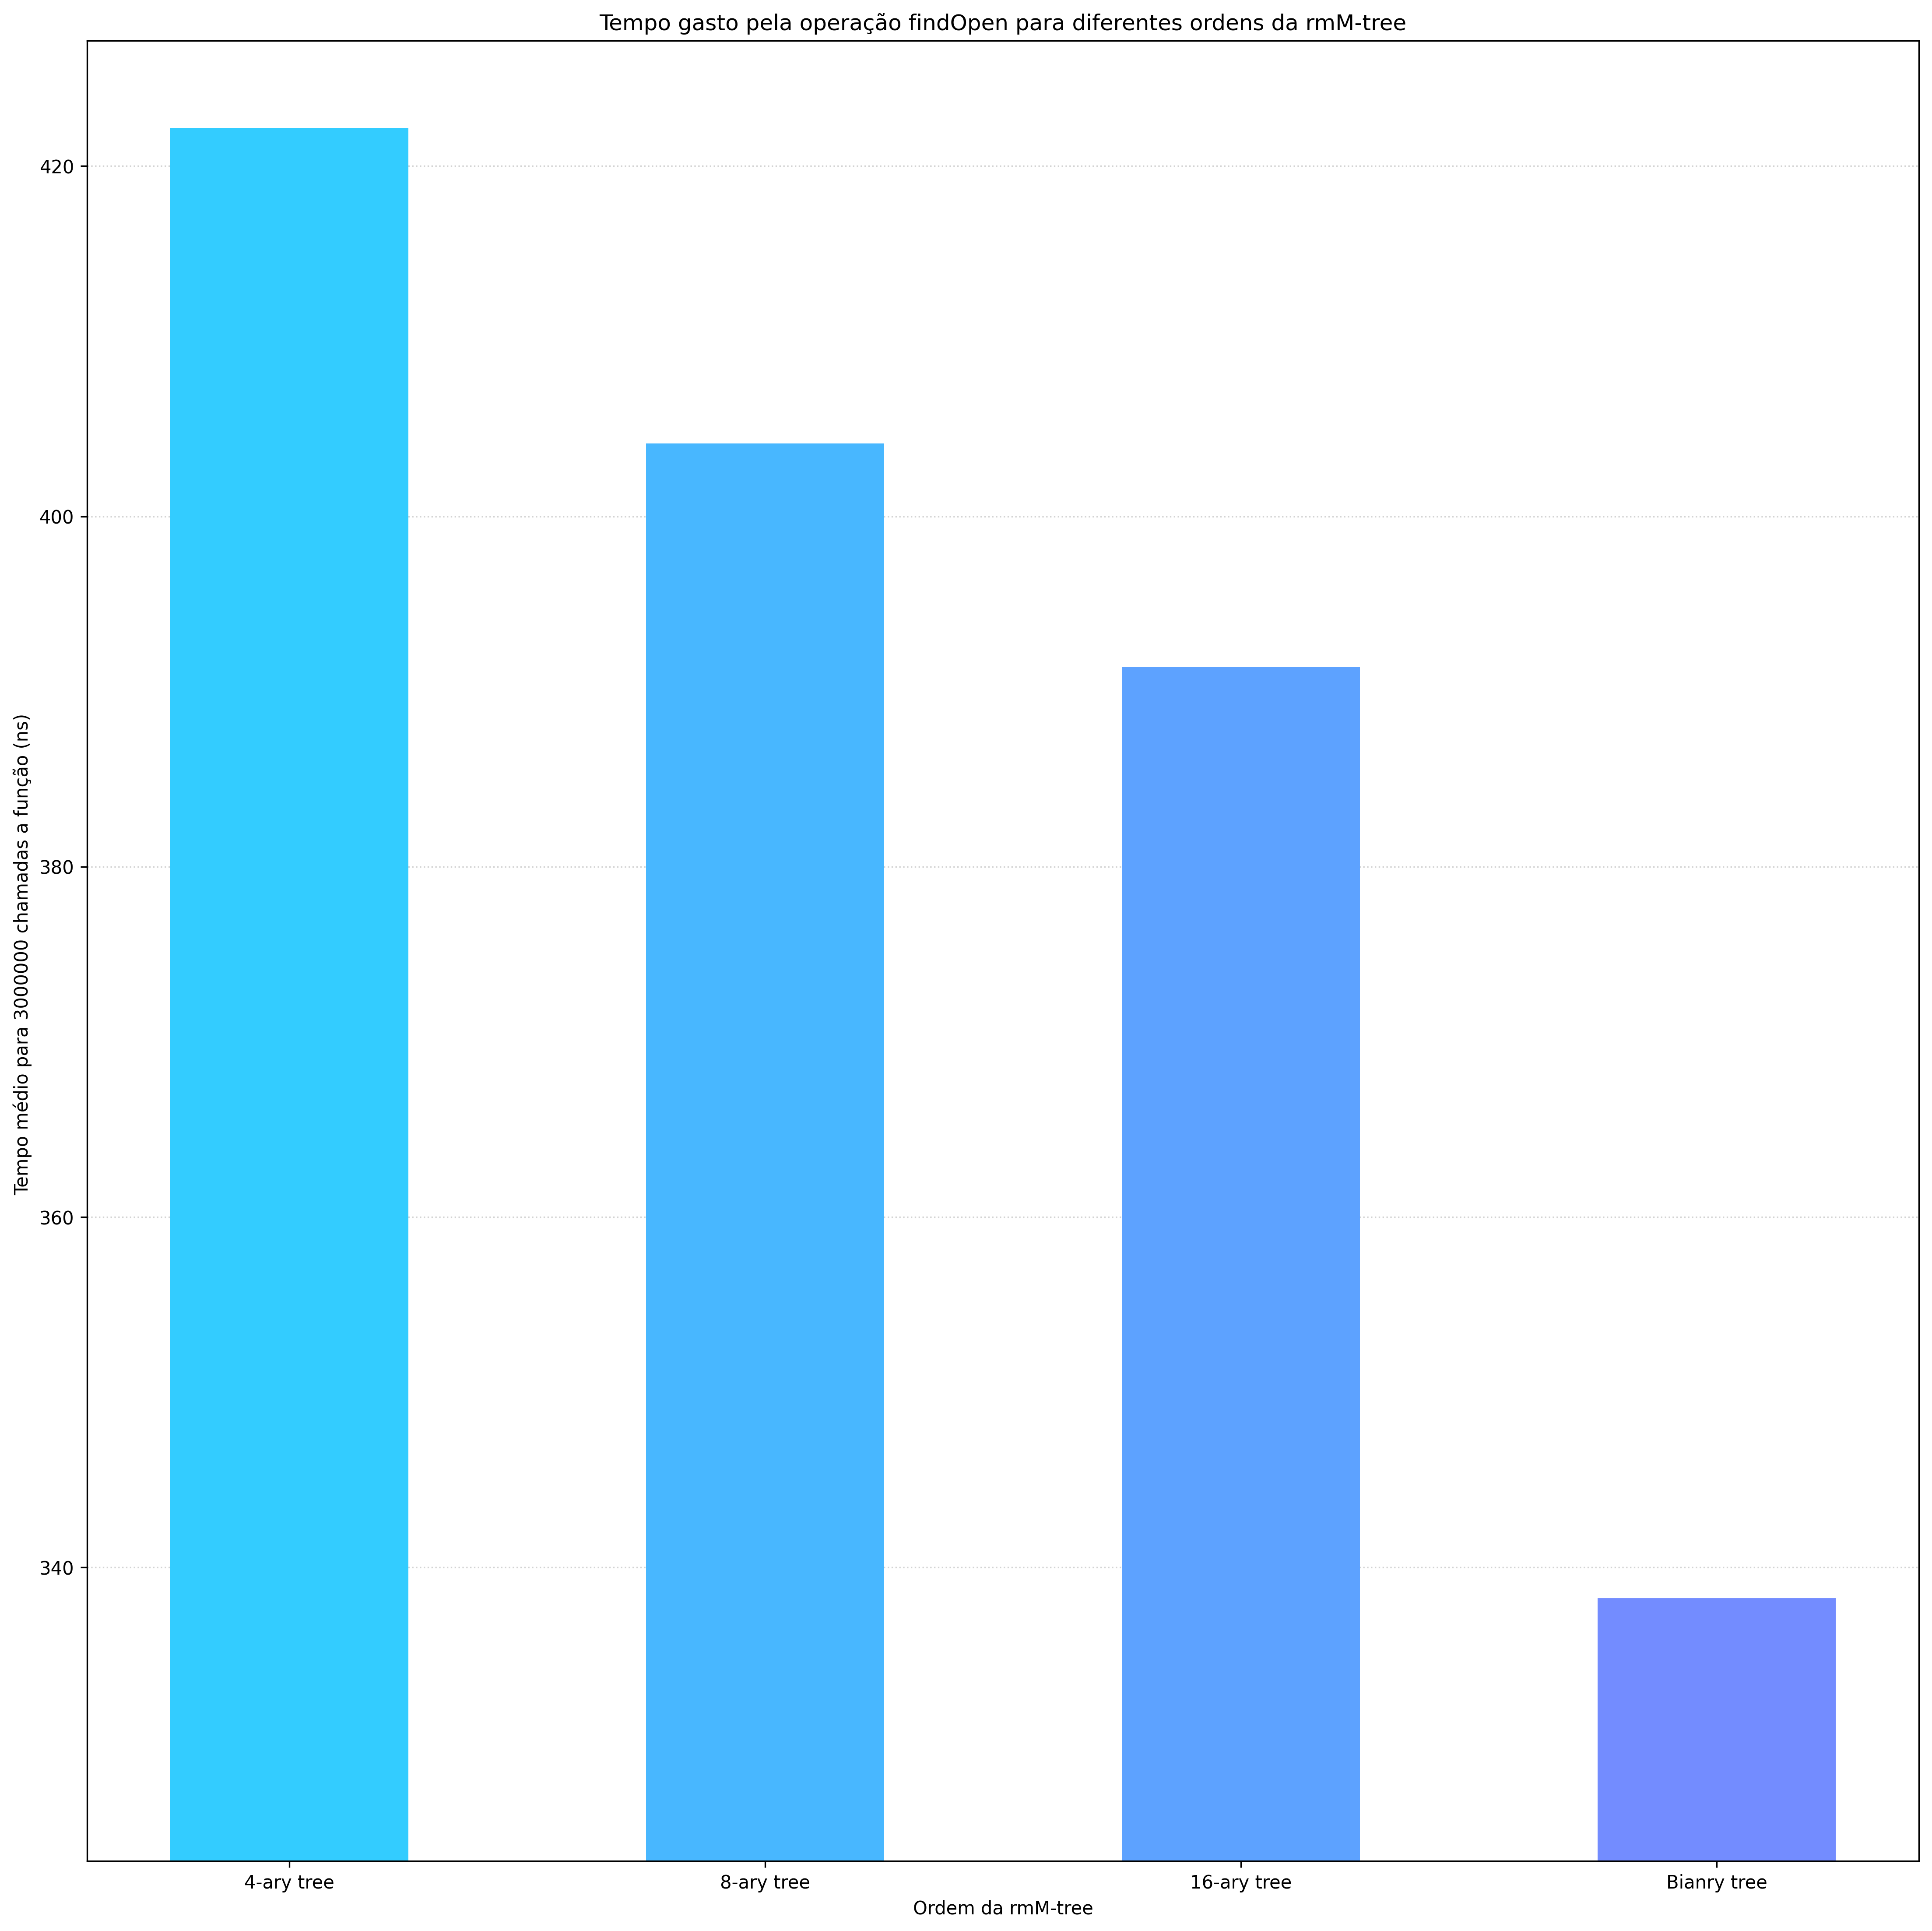 Tempo gasto pela operação findOpen para diferentes ordens da rmM-tree
Tempo médio para 3000000 chamadas a função (ns)
420
400
380
360
340
4-ary tree
8-ary tree
16-ary tree
Bianry tree
Ordem da rmM-tree